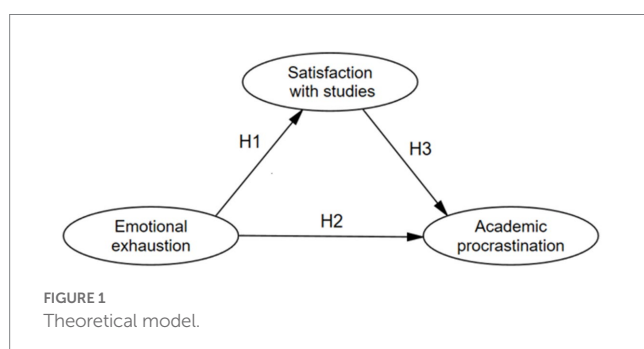 Satisfaction
with studies
H1
H3
Emotional
exhaustion
H2
Academic
procrastination
FIGURE 1
Theoretical model.